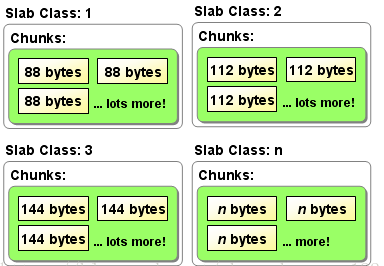 Slab Class: 1
Chunks:
88 bytes 88 bytes
88 bytes ... lots more!
Slab Class: 2
Chunks:
112 bytes 112 bytes
112 bytes ... lots more!
Slab Class: 3
Chunks:
144 bytes 144 bytes
144 bytes ... lots more!
Slab Class: n
Chunks:
n bytes n bytes
n bytes ... more!